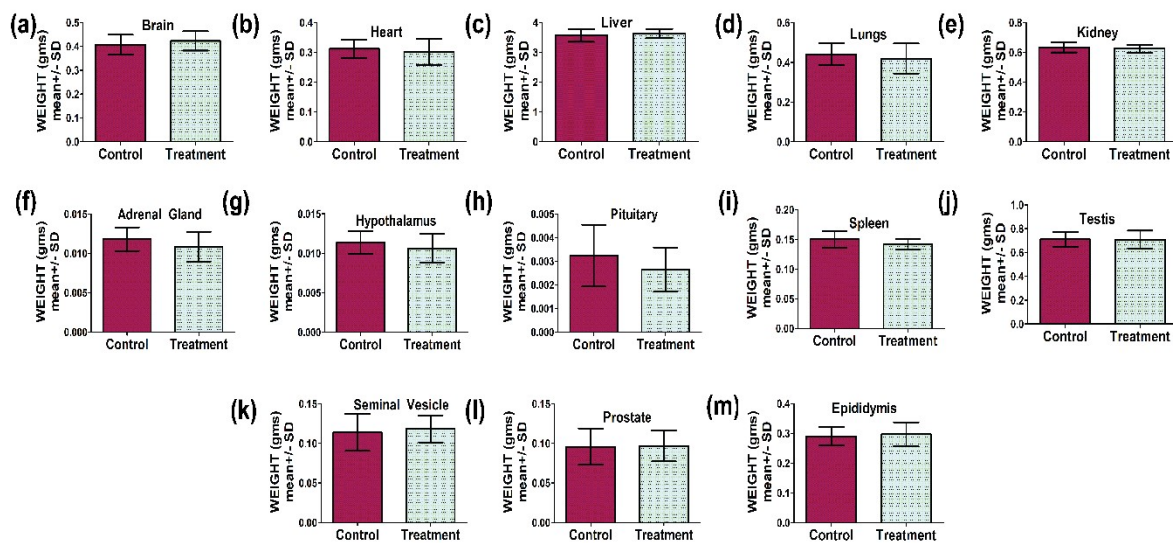 (a)
Brain
WEIGHT (gms)
mean+/- SD
0.5
0.4
0.3
0.2
0.1
0.0
Control Treatment
(b)
Heart
WEIGHT (gms)
mean+/- SD
0.4
0.3
0.2
0.1
0.0
Control Treatment
(c)
Liver
WEIGHT (gms)
mean+/- SD
4
3
2
1
0
Control Treatment
(d)
Lungs
WEIGHT (gms)
mean+/- SD
0.6
0.4
0.2
0.0
Control Treatment
(e)
Kidney
WEIGHT (gms)
mean+/- SD
0.8
0.6
0.4
0.2
0.0
Control Treatment
(f)
Adrenal Gland
WEIGHT (gms)
mean+/- SD
0.015
0.010
0.005
0.000
Control Treatment
(g)
Hypothalamus
WEIGHT (gms)
mean+/- SD
0.015
0.010
0.005
0.000
Control Treatment
(h)
Pituitary
WEIGHT (gms)
mean+/- SD
0.005
0.004
0.003
0.002
0.001
0.000
Control Treatment
(i)
Spleen
WEIGHT (gms)
mean+/- SD
0.20
0.15
0.10
0.05
0.00
Control Treatment
(j)
Testis
WEIGHT (gms)
mean+/- SD
1.0
0.8
0.6
0.4
0.2
0.0
Control Treatment
(k)
Seminal Vesicle
WEIGHT (gms)
mean+/- SD
0.15
0.10
0.05
0.00
Control Treatment
(l)
Prostate
WEIGHT (gms)
mean+/- SD
0.15
0.10
0.05
0.00
Control Treatment
(m)
Epididymis
WEIGHT (gms)
mean+/- SD
0.4
0.3
0.2
0.1
0.0
Control Treatment